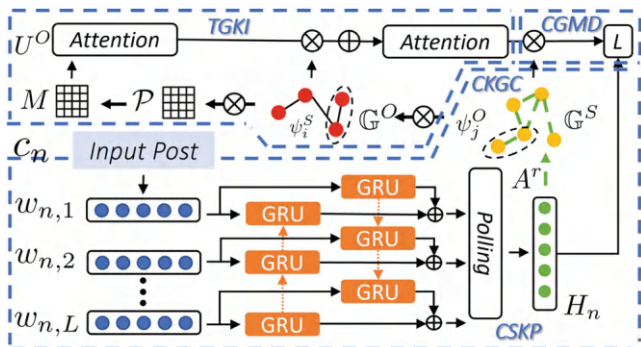 TGKI
CGMD
U^O
Attention
Attention
L
CKGC
M
𝒫
ψ_i^S
𝔾^O
ψ_j^O
𝔾^S
c_n
Input Post
A^r
w_{n,1}
GRU
GRU
w_{n,2}
GRU
GRU
Polling
w_{n,L}
GRU
GRU
H_n
CSKP